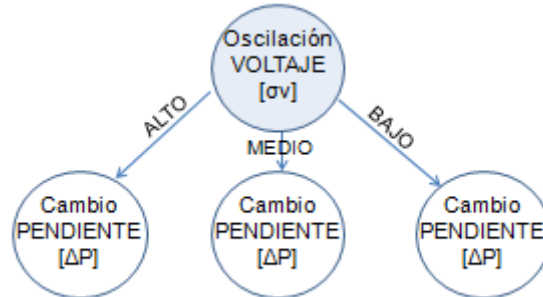 Oscilación
VOLTAJE
[σv]
ALTO
MEDIO
BAJO
Cambio
PENDIENTE
[ΔP]
Cambio
PENDIENTE
[ΔP]
Cambio
PENDIENTE
[ΔP]